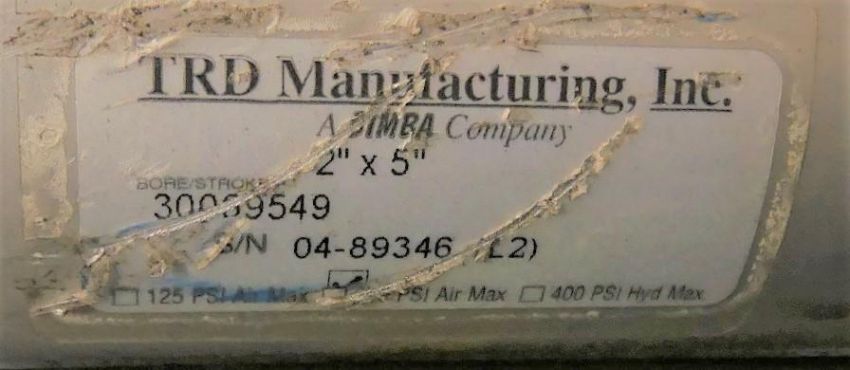 TRD Manufacturing, Inc.
A BIMBA Company
2" x 5"
BORE/STROKE
S/N 04-89346 (L2)
125 PSI Air Max PSI Air Max 400 PSI Hyd Max